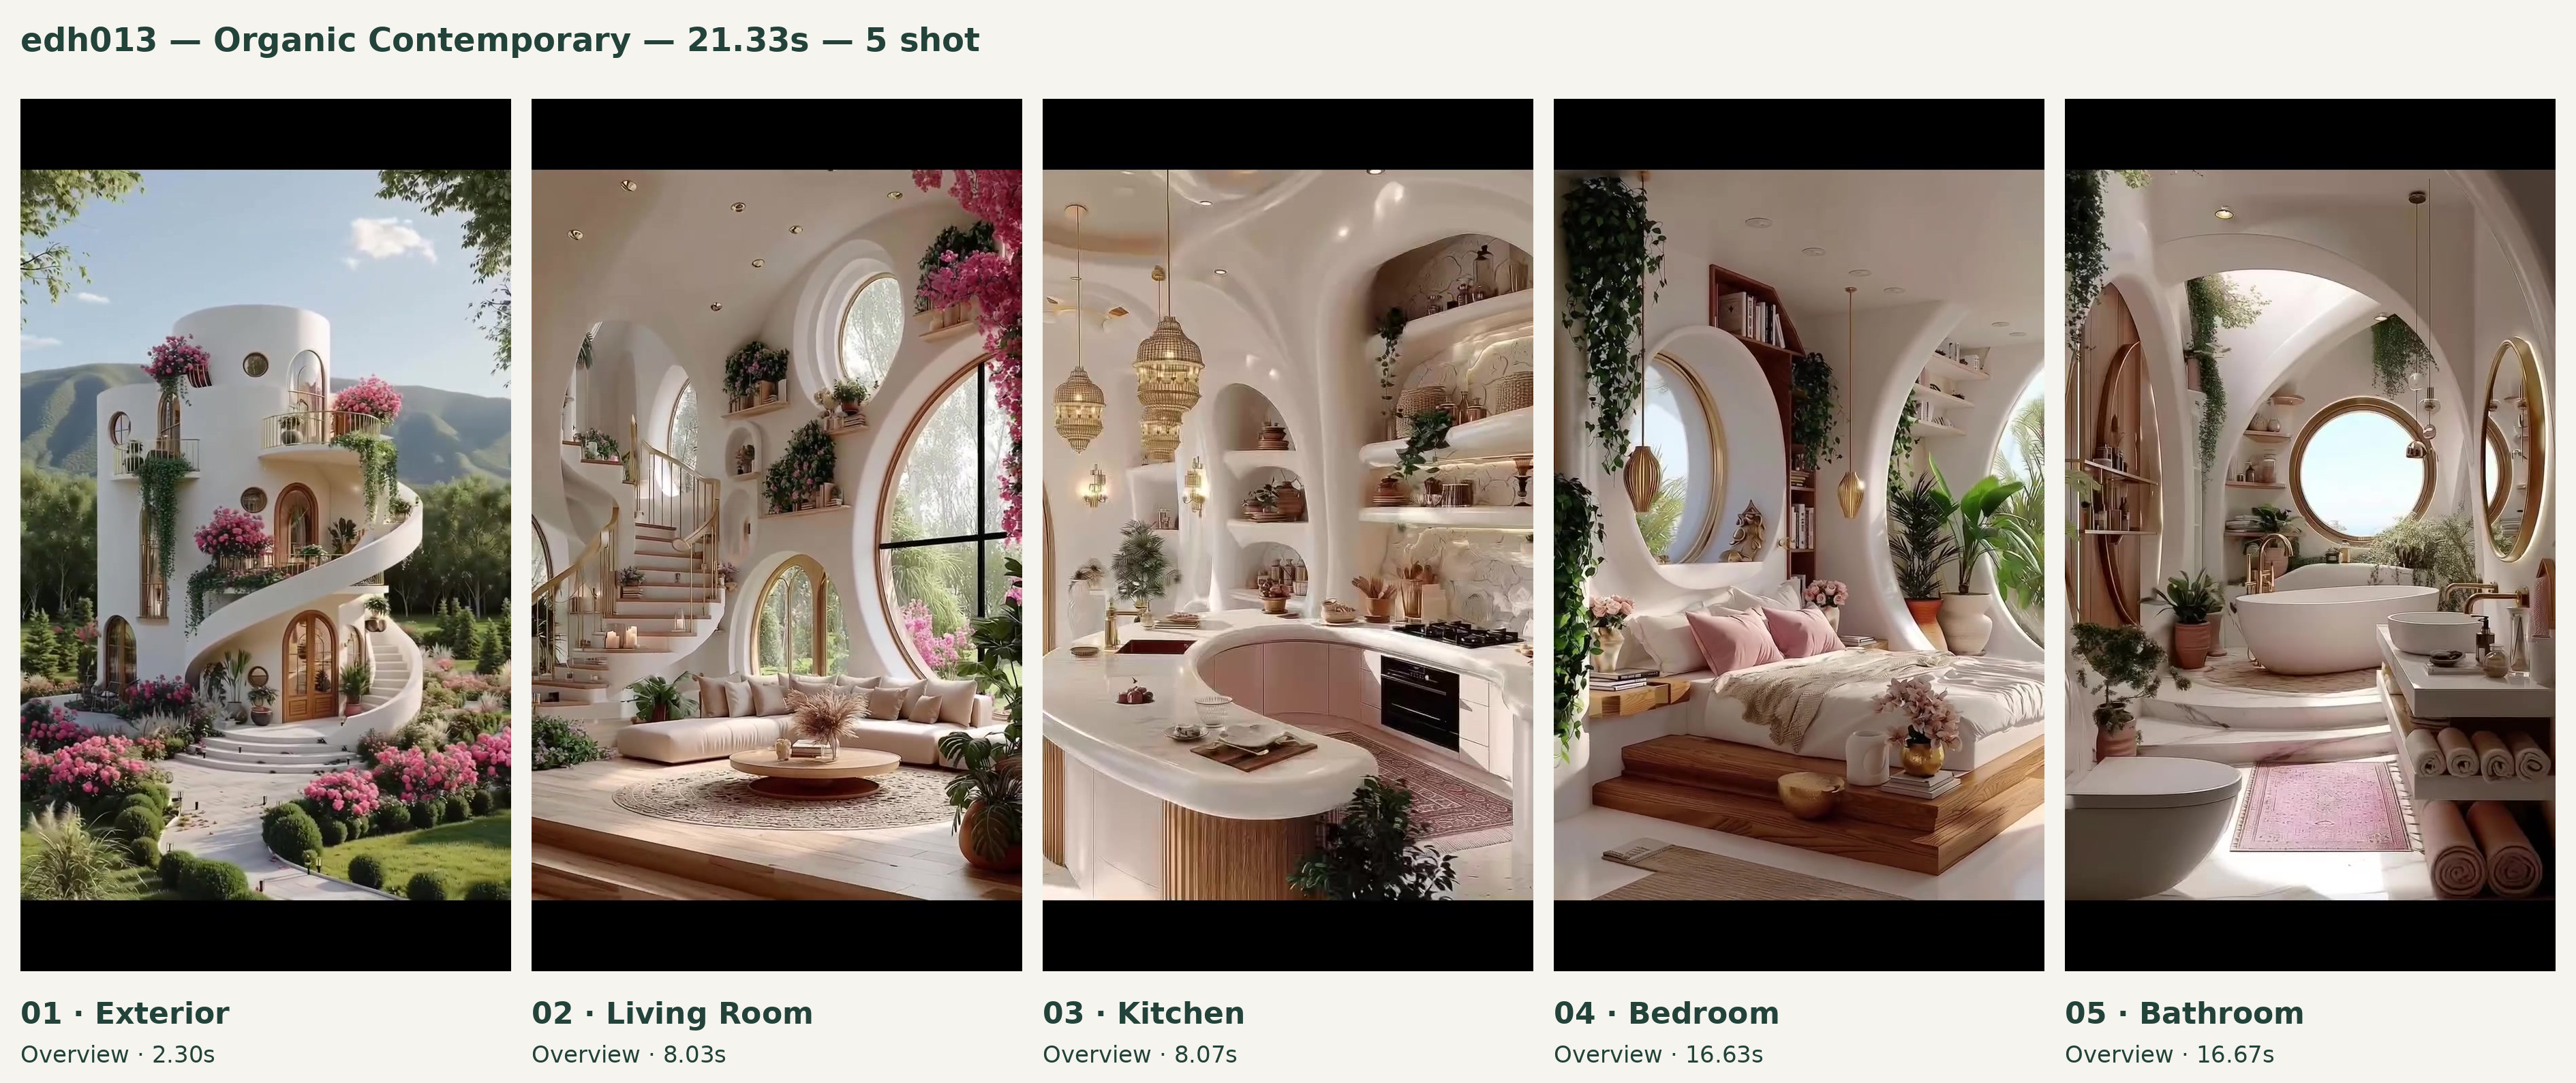 edh013 — Organic Contemporary — 21.33s — 5 shot
01 · Exterior
Overview · 2.30s
02 · Living Room
Overview · 8.03s
03 · Kitchen
Overview · 8.07s
04 · Bedroom
Overview · 16.63s
05 · Bathroom
Overview · 16.67s